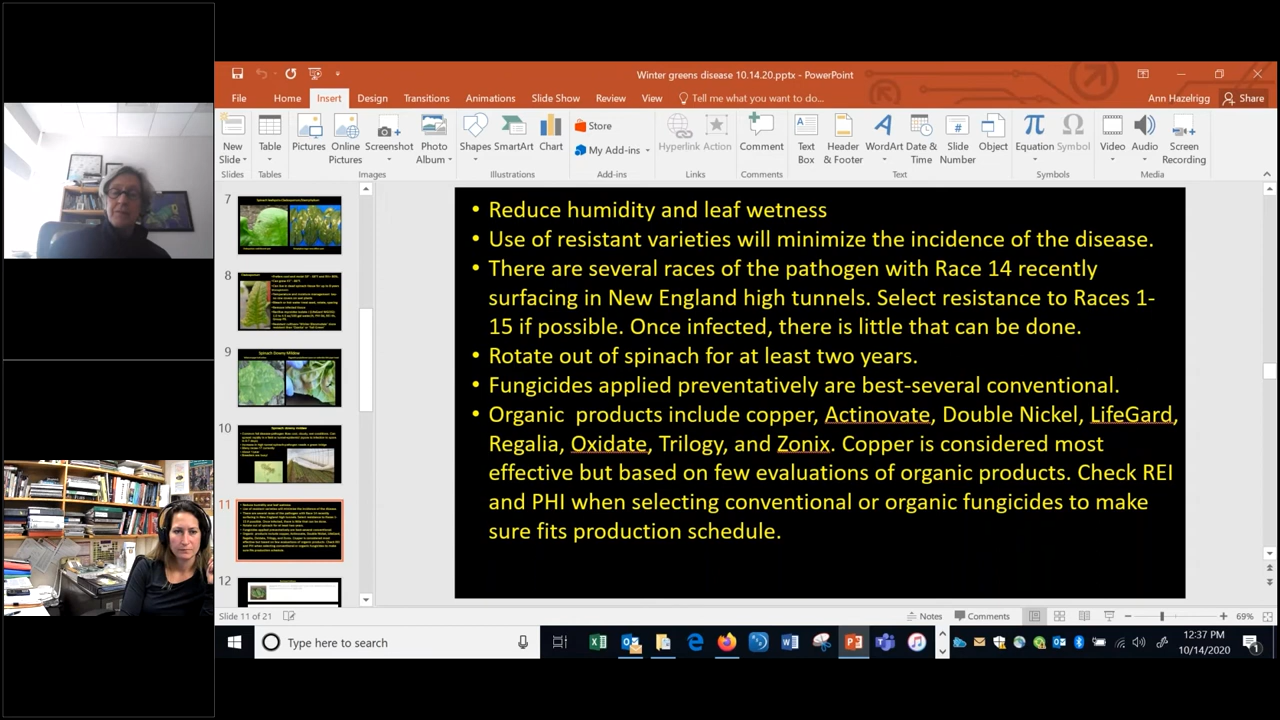 Winter greens disease 10.14.20.pptx - PowerPoint
File Home Insert Design Transitions Animations Slide Show Review View Tell me what you want to do... Ann Hazelrigg Share
New Slide Table Pictures Online Pictures Screenshot Photo Album Shapes SmartArt Chart Store My Add-ins Hyperlink Action Comment Text Box Header & Footer WordArt Date & Time Slide Number Object Equation Symbol Video Audio Screen Recording
Slides Tables Images Illustrations Add-ins Links Comments Text Symbols Media
7
8
9
Spinach Downy Mildew
10
Spinach downy mildew
11
12
• Reduce humidity and leaf wetness
• Use of resistant varieties will minimize the incidence of the disease.
• There are several races of the pathogen with Race 14 recently
surfacing in New England high tunnels. Select resistance to Races 1-
15 if possible. Once infected, there is little that can be done.
• Rotate out of spinach for at least two years.
• Fungicides applied preventatively are best-several conventional.
• Organic products include copper, Actinovate, Double Nickel, LifeGard,
Regalia, Oxidate, Trilogy, and Zonix. Copper is considered most
effective but based on few evaluations of organic products. Check REI
and PHI when selecting conventional or organic fungicides to make
sure fits production schedule.
Slide 11 of 21 Notes Comments 69%
Type here to search
12:37 PM
10/14/2020
1